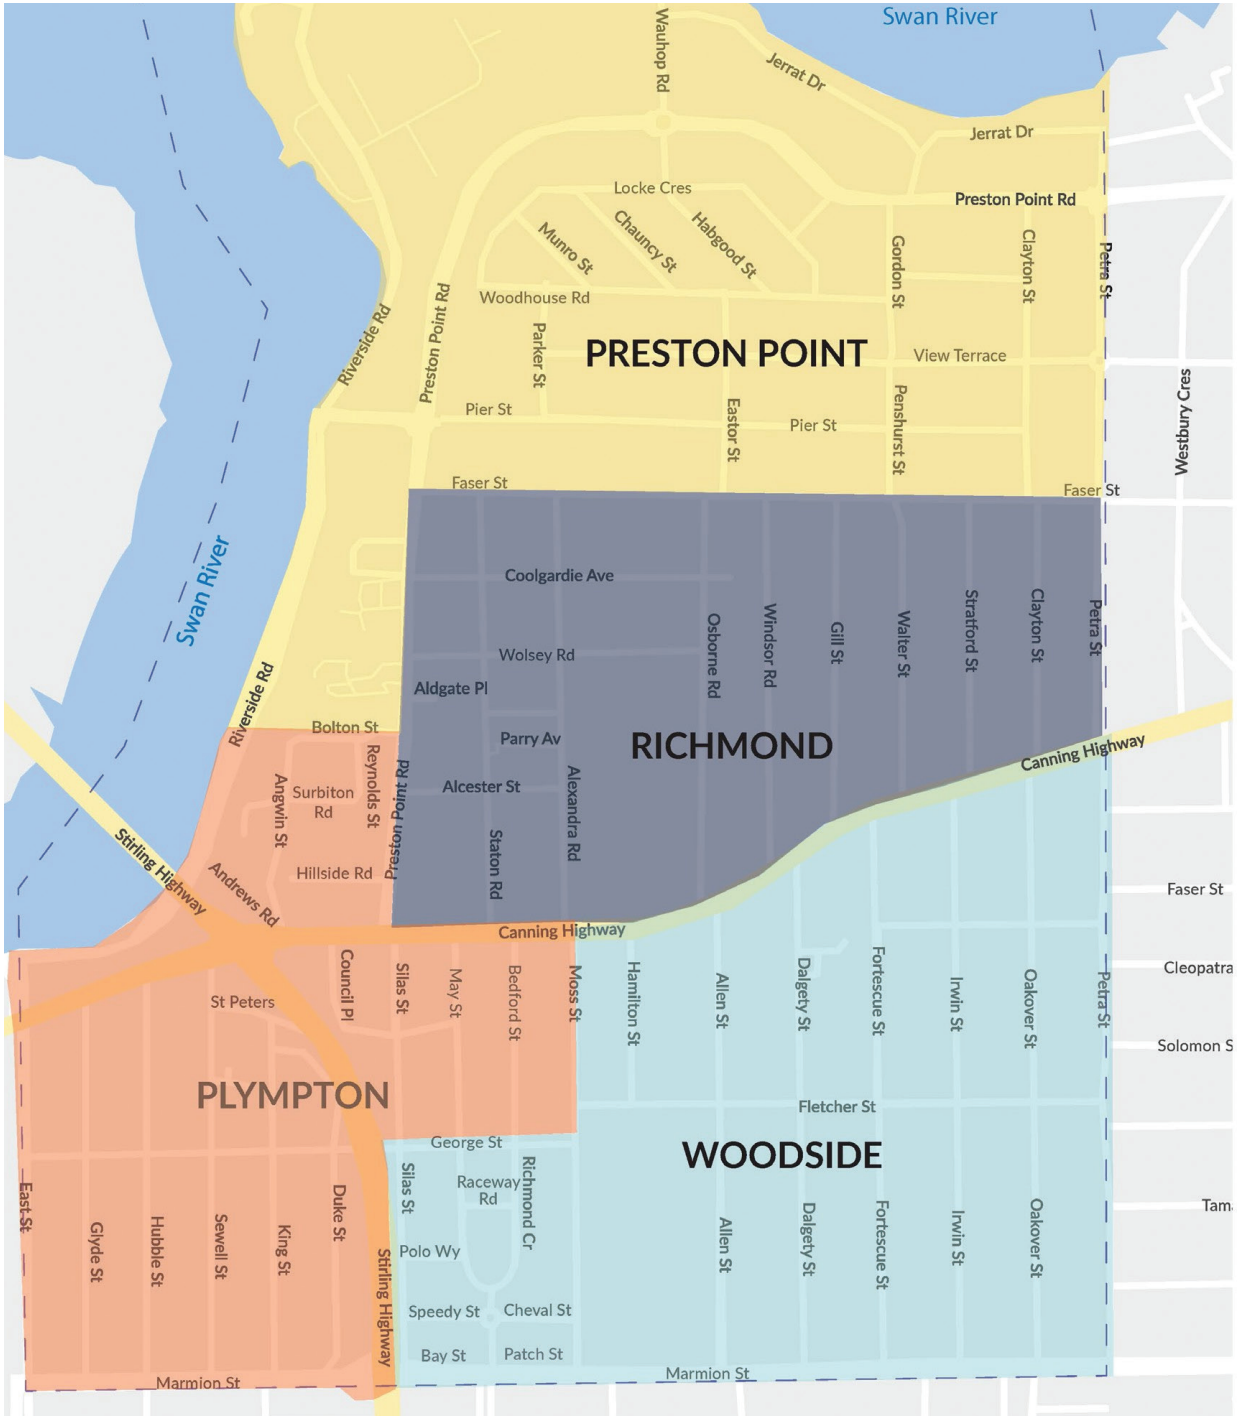 Swan River
Wauhop Rd
Jerrat Dr
Jerrat Dr
Locke Cres
Preston Point Rd
Munro St
Chauncy St
Habgood St
Gordon St
Clayton St
Petra St
Woodhouse Rd
Riverside Rd
Preston Point Rd
Parker St
PRESTON POINT
View Terrace
Westbury Cres
Pier St
Eastor St
Pier St
Penshurst St
Faser St
Faser St
Swan River
Coolgardie Ave
Osborne Rd
Windsor Rd
Gill St
Walter St
Stratford St
Clayton St
Petra St
Wolsey Rd
Aldgate Pl
Riverside Rd
Bolton St
Parry Av
RICHMOND
Canning Highway
Reynolds St
Preston Point Rd
Angwin St
Surbiton
Rd
Alcester St
Alexandra Rd
Stirling Highway
Staton Rd
Andrews Rd
Hillside Rd
Faser St
Canning Highway
Council Pl
Silas St
May St
Bedford St
Moss St
Hamilton St
Allen St
Dalgety St
Fortescue St
Irwin St
Oakover St
Petra St
Cleopatra
St Peters
Solomon S
PLYMPTON
Fletcher St
George St
WOODSIDE
East St
Glyde St
Hubble St
Sewell St
King St
Duke St
Stirling Highway
Silas St
Raceway
Rd
Richmond Cr
Allen St
Dalgety St
Fortescue St
Irwin St
Oakover St
Tam
Polo Wy
Speedy St
Cheval St
Bay St
Patch St
Marmion St
Marmion St